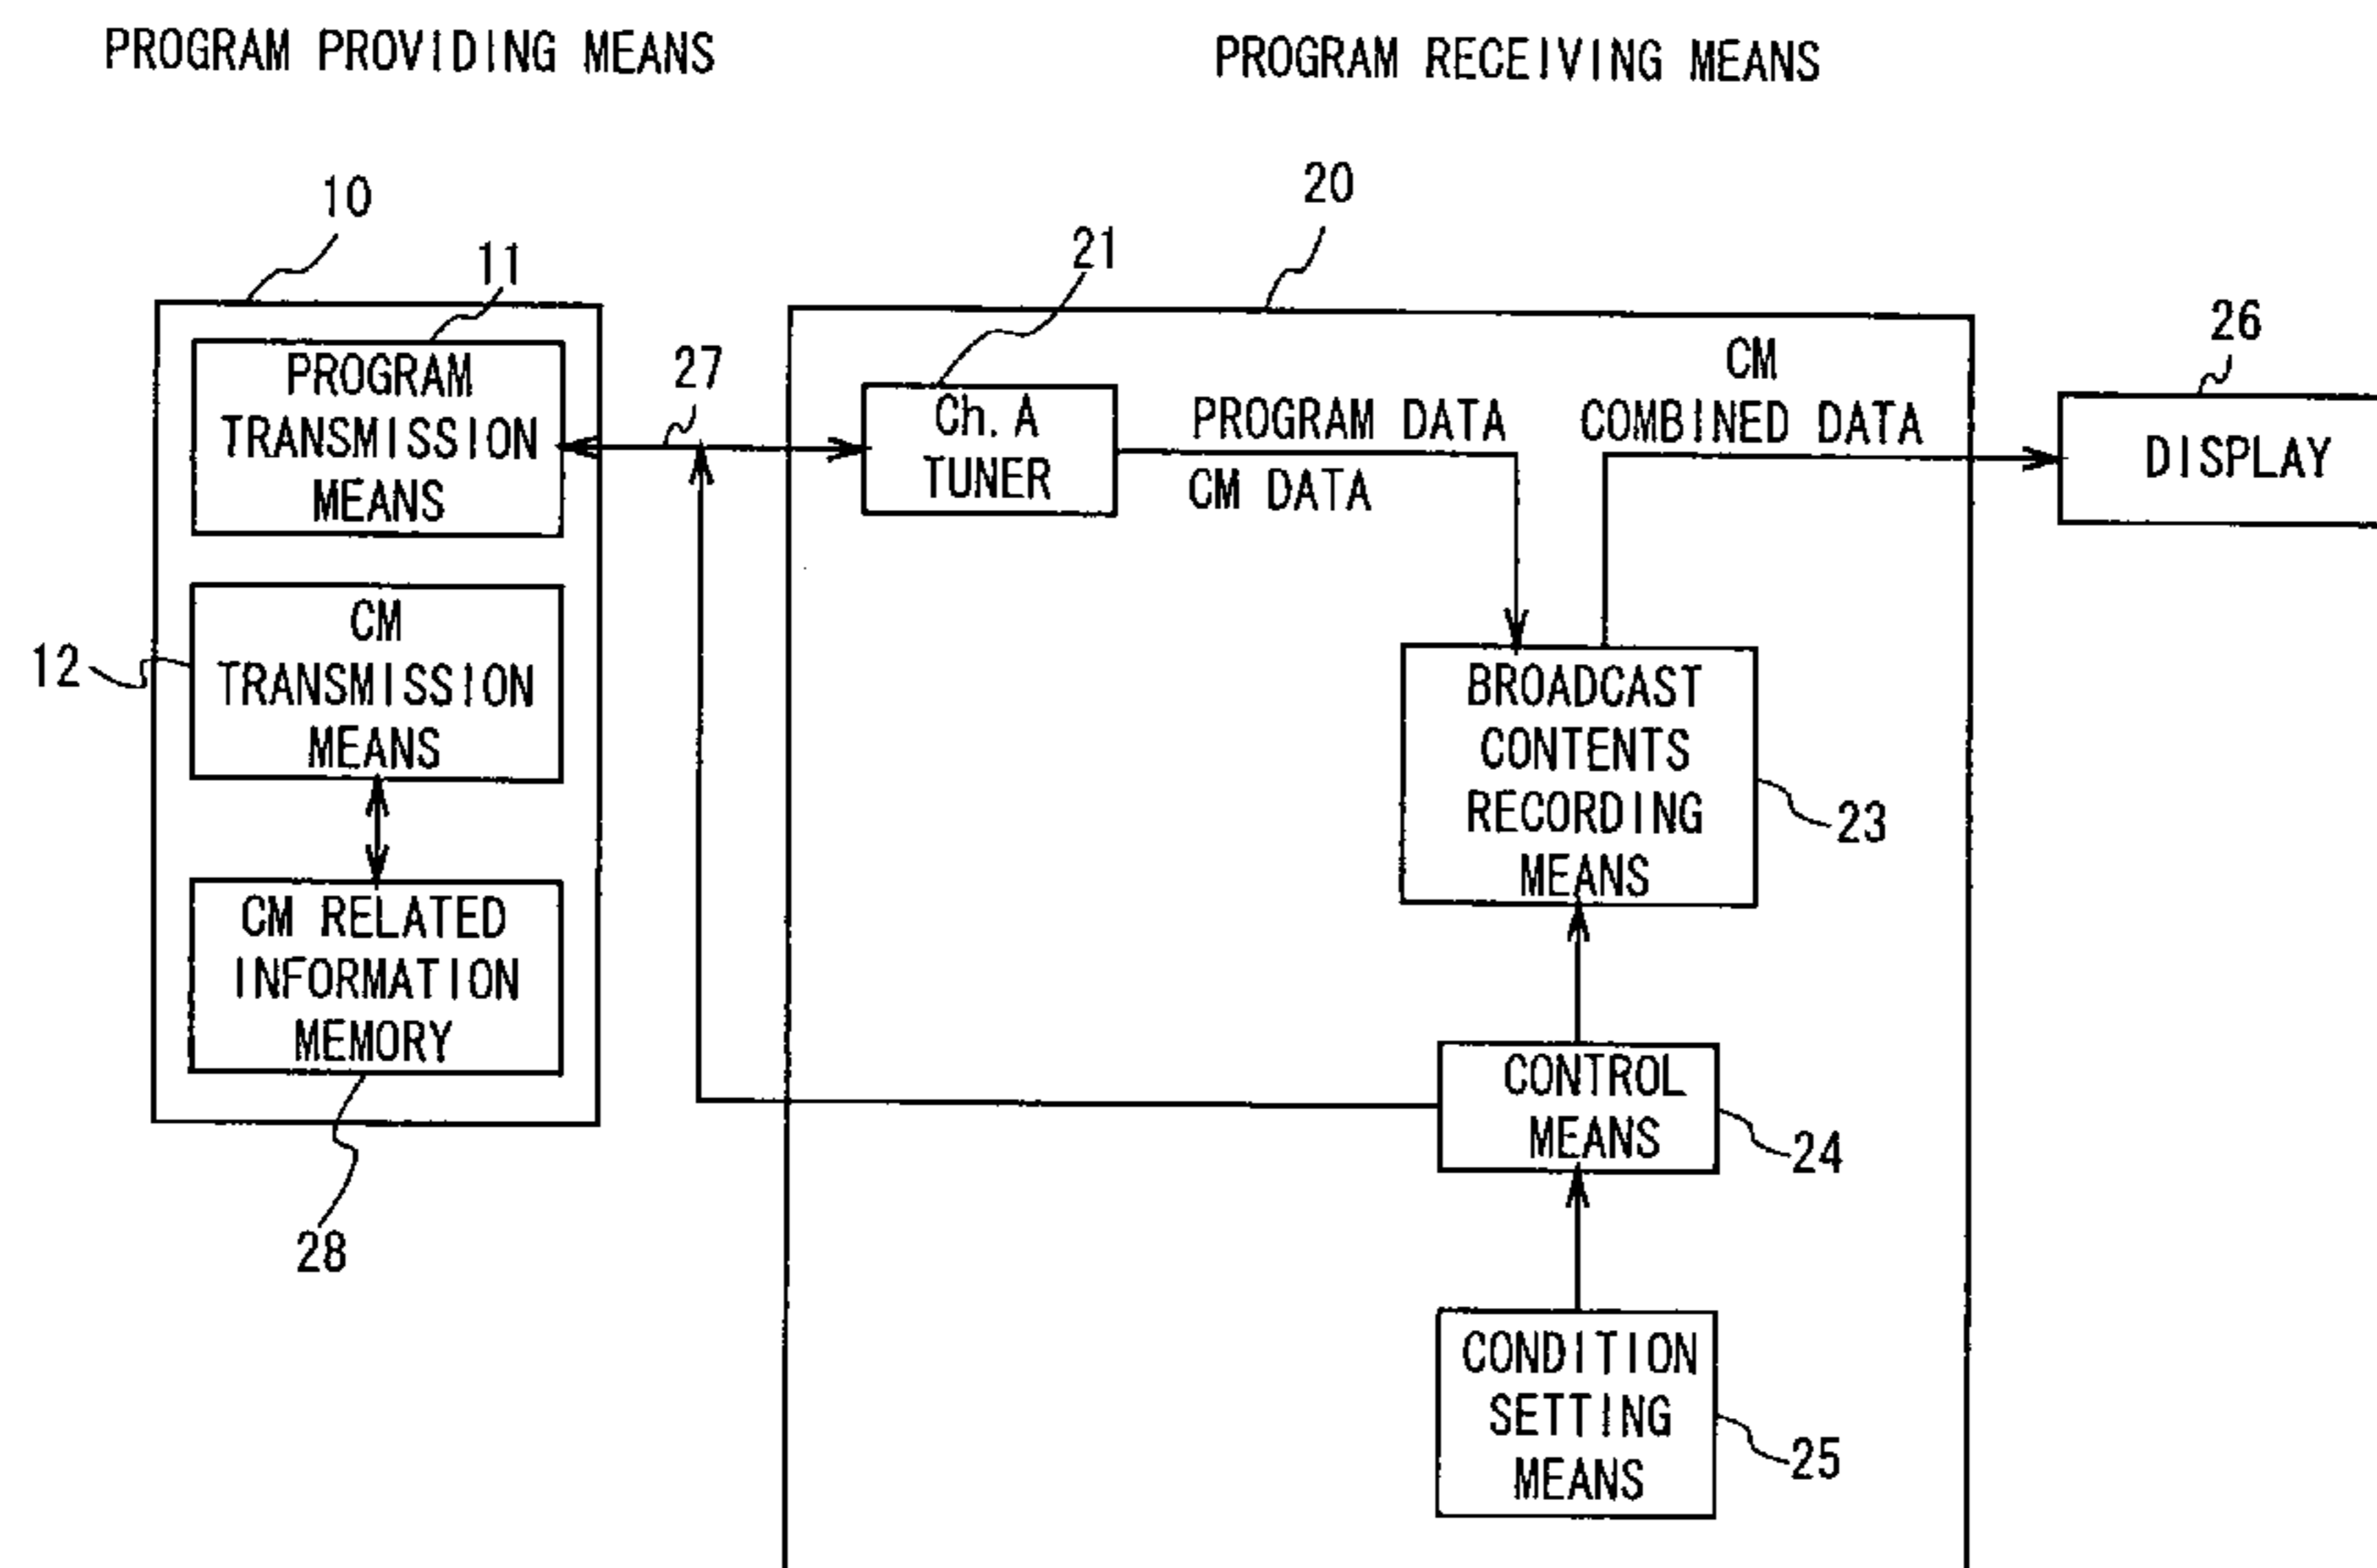 PROGRAM PROVIDING MEANS
PROGRAM RECEIVING MEANS
10
11
PROGRAM
TRANSMISSION
MEANS
12
CM
TRANSMISSION
MEANS
CM RELATED
INFORMATION
MEMORY
28
27
20
21
Ch. A
TUNER
PROGRAM DATA
CM DATA
CM
COMBINED DATA
26
DISPLAY
BROADCAST
CONTENTS
RECORDING
MEANS
23
CONTROL
MEANS
24
CONDITION
SETTING
MEANS
25